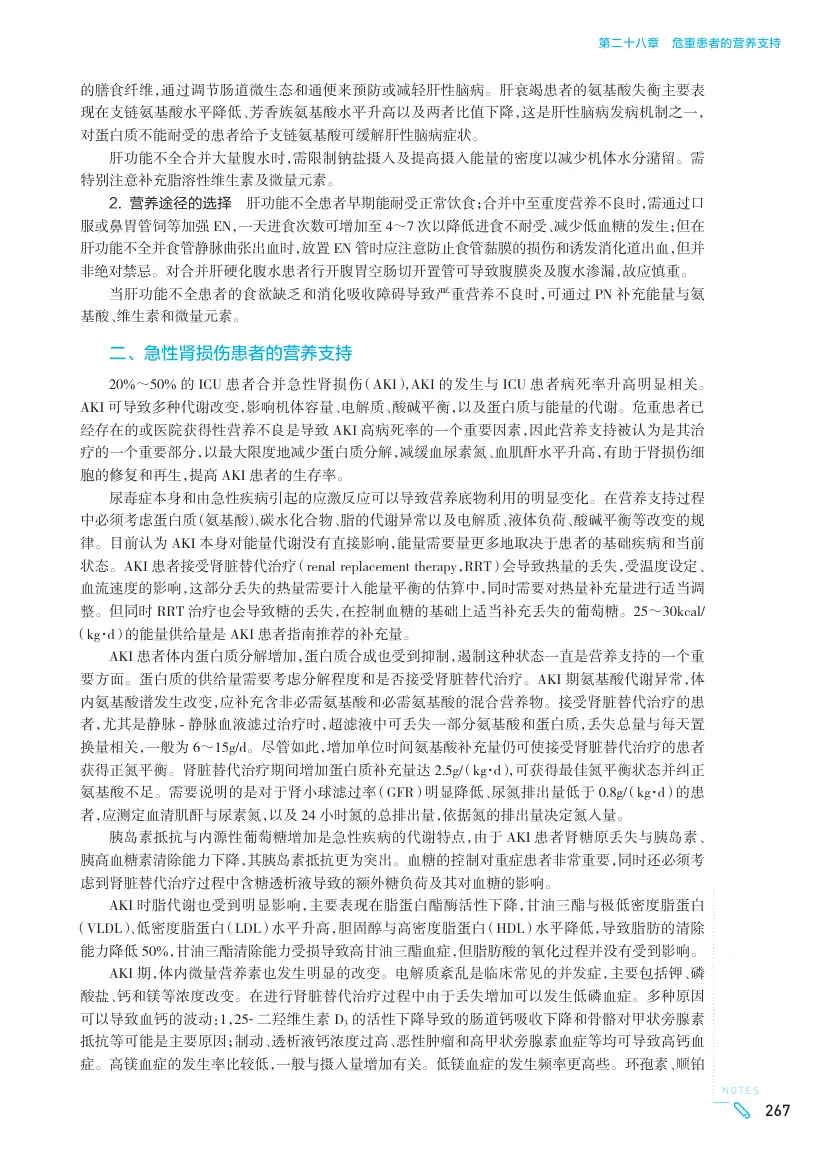 第二十八章　危重患者的营养支持
的膳食纤维,通过调节肠道微生态和通便来预防或减轻肝性脑病。肝衰竭患者的氨基酸失衡主要表
现在支链氨基酸水平降低、芳香族氨基酸水平升高以及两者比值下降,这是肝性脑病发病机制之一,
对蛋白质不能耐受的患者给予支链氨基酸可缓解肝性脑病症状。
肝功能不全合并大量腹水时,需限制钠盐摄入及提高摄入能量的密度以减少机体水分潴留。需
特别注意补充脂溶性维生素及微量元素。
2. 营养途径的选择　肝功能不全患者早期能耐受正常饮食;合并中至重度营养不良时,需通过口
服或鼻胃管饲等加强 EN,一天进食次数可增加至 4～7 次以降低进食不耐受、减少低血糖的发生;但在
肝功能不全并食管静脉曲张出血时,放置 EN 管时应注意防止食管黏膜的损伤和诱发消化道出血,但并
非绝对禁忌。对合并肝硬化腹水患者行开腹胃空肠切开置管可导致腹膜炎及腹水渗漏,故应慎重。
当肝功能不全患者的食欲缺乏和消化吸收障碍导致严重营养不良时,可通过 PN 补充能量与氨
基酸、维生素和微量元素。
二、急性肾损伤患者的营养支持
20%～50% 的 ICU 患者合并急性肾损伤(AKI),AKI 的发生与 ICU 患者病死率升高明显相关。
AKI 可导致多种代谢改变,影响机体容量、电解质、酸碱平衡,以及蛋白质与能量的代谢。危重患者已
经存在的或医院获得性营养不良是导致 AKI 高病死率的一个重要因素,因此营养支持被认为是其治
疗的一个重要部分,以最大限度地减少蛋白质分解,减缓血尿素氮、血肌酐水平升高,有助于肾损伤细
胞的修复和再生,提高 AKI 患者的生存率。
尿毒症本身和由急性疾病引起的应激反应可以导致营养底物利用的明显变化。在营养支持过程
中必须考虑蛋白质(氨基酸)、碳水化合物、脂的代谢异常以及电解质、液体负荷、酸碱平衡等改变的规
律。目前认为 AKI 本身对能量代谢没有直接影响,能量需要量更多地取决于患者的基础疾病和当前
状态。AKI 患者接受肾脏替代治疗(renal replacement therapy,RRT)会导致热量的丢失,受温度设定、
血流速度的影响,这部分丢失的热量需要计入能量平衡的估算中,同时需要对热量补充量进行适当调
整。但同时 RRT 治疗也会导致糖的丢失,在控制血糖的基础上适当补充丢失的葡萄糖。25～30kcal/
(kg·d)的能量供给量是 AKI 患者指南推荐的补充量。
AKI 患者体内蛋白质分解增加,蛋白质合成也受到抑制,遏制这种状态一直是营养支持的一个重
要方面。蛋白质的供给量需要考虑分解程度和是否接受肾脏替代治疗。AKI 期氨基酸代谢异常,体
内氨基酸谱发生改变,应补充含非必需氨基酸和必需氨基酸的混合营养物。接受肾脏替代治疗的患
者,尤其是静脉 - 静脉血液滤过治疗时,超滤液中可丢失一部分氨基酸和蛋白质,丢失总量与每天置
换量相关,一般为 6～15g/d。尽管如此,增加单位时间氨基酸补充量仍可使接受肾脏替代治疗的患者
获得正氮平衡。肾脏替代治疗期间增加蛋白质补充量达 2.5g/(kg·d),可获得最佳氮平衡状态并纠正
氨基酸不足。需要说明的是对于肾小球滤过率(GFR)明显降低、尿氮排出量低于 0.8g/(kg·d)的患
者,应测定血清肌酐与尿素氮,以及 24 小时氮的总排出量,依据氮的排出量决定氮入量。
胰岛素抵抗与内源性葡萄糖增加是急性疾病的代谢特点,由于 AKI 患者肾糖原丢失与胰岛素、
胰高血糖素清除能力下降,其胰岛素抵抗更为突出。血糖的控制对重症患者非常重要,同时还必须考
虑到肾脏替代治疗过程中含糖透析液导致的额外糖负荷及其对血糖的影响。
AKI 时脂代谢也受到明显影响,主要表现在脂蛋白酯酶活性下降,甘油三酯与极低密度脂蛋白
(VLDL)、低密度脂蛋白(LDL)水平升高,胆固醇与高密度脂蛋白(HDL)水平降低,导致脂肪的清除
能力降低 50%,甘油三酯清除能力受损导致高甘油三酯血症,但脂肪酸的氧化过程并没有受到影响。
AKI 期,体内微量营养素也发生明显的改变。电解质紊乱是临床常见的并发症,主要包括钾、磷
酸盐、钙和镁等浓度改变。在进行肾脏替代治疗过程中由于丢失增加可以发生低磷血症。多种原因
可以导致血钙的波动:1,25- 二羟维生素 D₃ 的活性下降导致的肠道钙吸收下降和骨骼对甲状旁腺素
抵抗等可能是主要原因;制动、透析液钙浓度过高、恶性肿瘤和高甲状旁腺素血症等均可导致高钙血
症。高镁血症的发生率比较低,一般与摄入量增加有关。低镁血症的发生频率更高些。环孢素、顺铂
NOTES
267